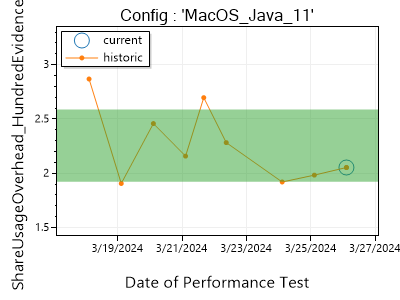 Config : 'MacOS_Java_11'
current
historic
ShareUsageOverhead_HundredEvidence
3
2.5
2
1.5
3/19/2024
3/21/2024
3/23/2024
3/25/2024
3/27/2024
Date of Performance Test